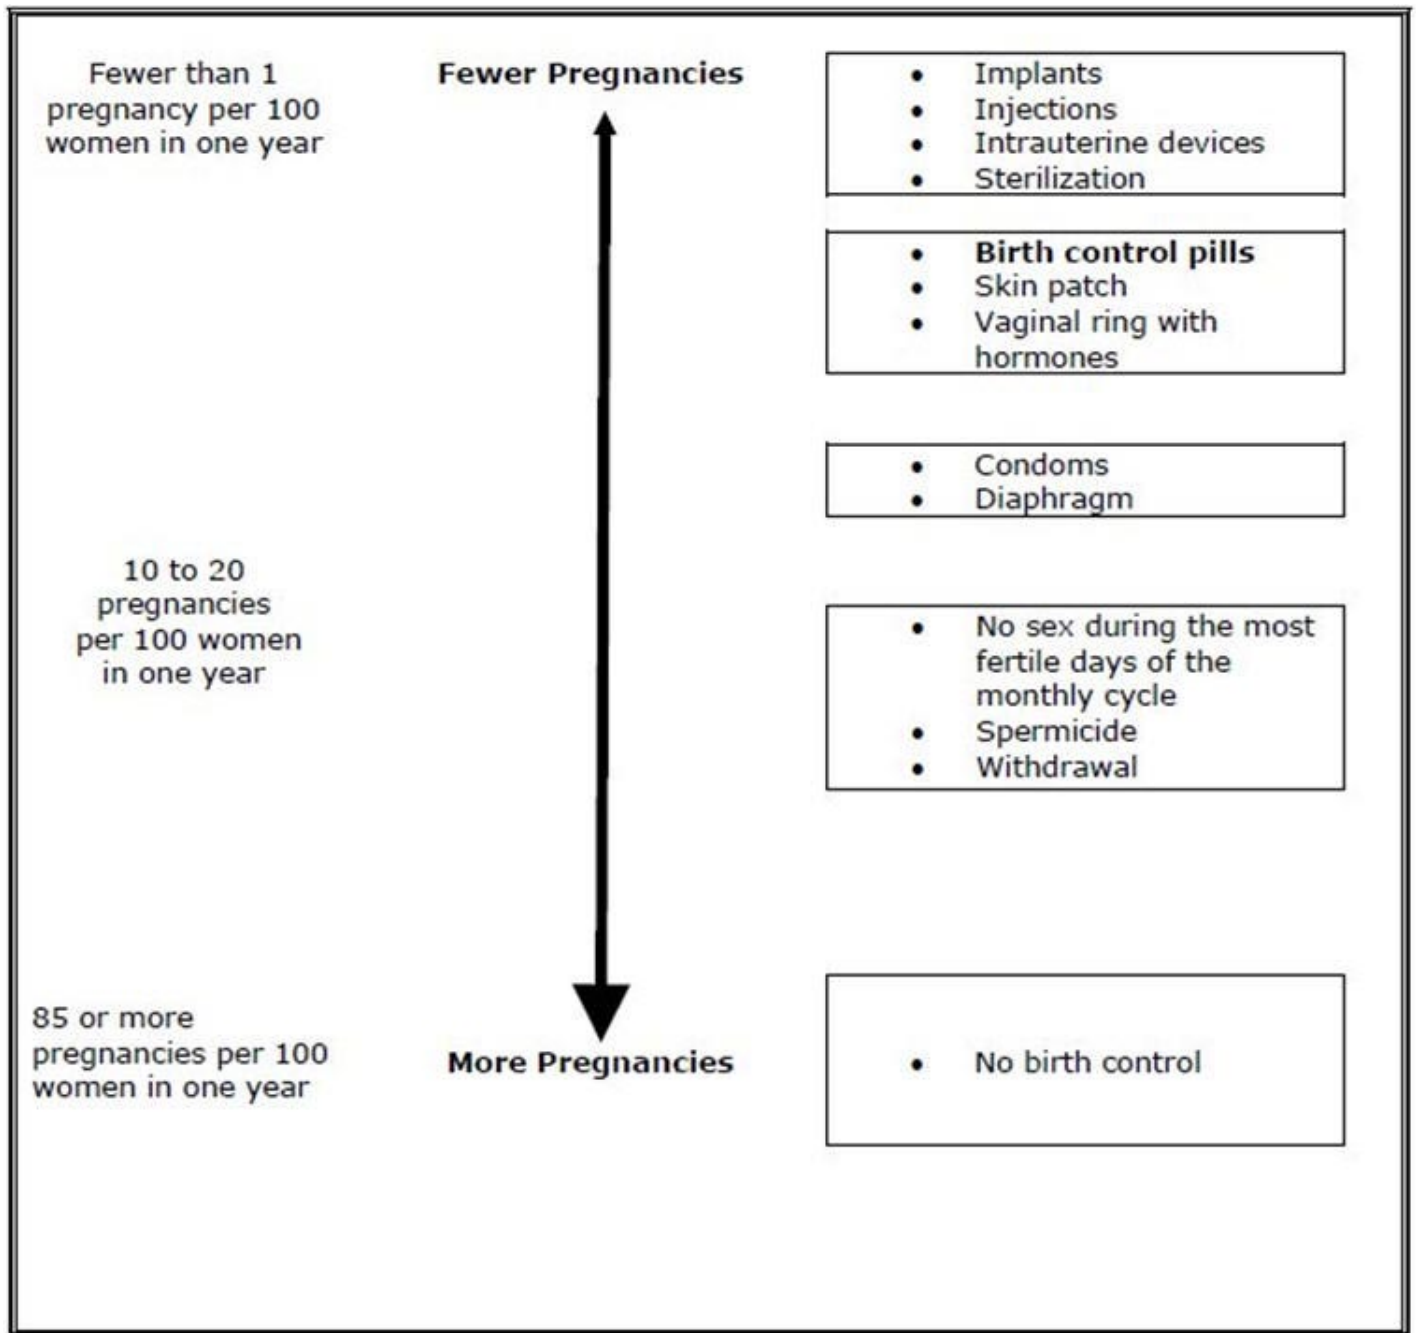 Fewer than 1
pregnancy per 100
women in one year
Fewer Pregnancies
• Implants
• Injections
• Intrauterine devices
• Sterilization
• Birth control pills
• Skin patch
• Vaginal ring with
hormones
• Condoms
• Diaphragm
10 to 20
pregnancies
per 100 women
in one year
• No sex during the most
fertile days of the
monthly cycle
• Spermicide
• Withdrawal
85 or more
pregnancies per 100
women in one year
More Pregnancies
• No birth control